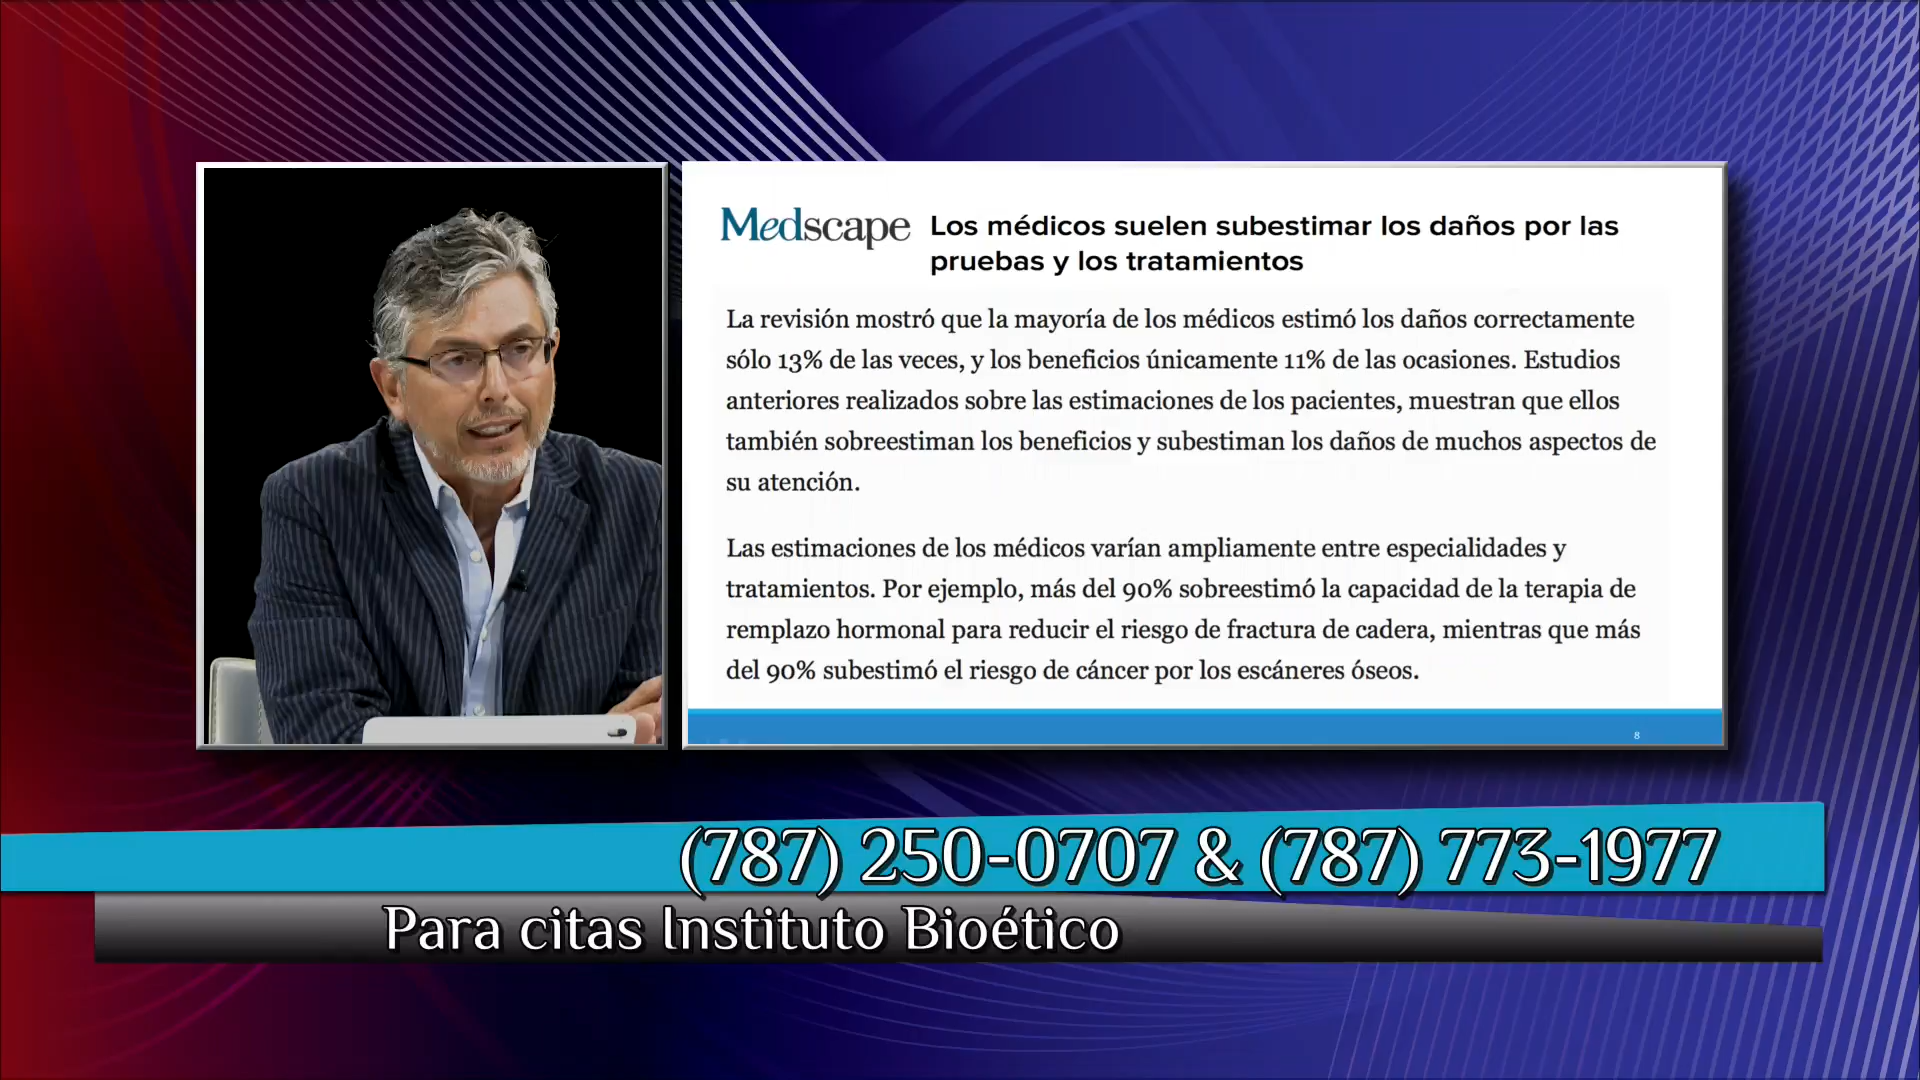 Medscape Los médicos suelen subestimar los daños por las
pruebas y los tratamientos
La revisión mostró que la mayoría de los médicos estimó los daños correctamente
sólo 13% de las veces, y los beneficios únicamente 11% de las ocasiones. Estudios
anteriores realizados sobre las estimaciones de los pacientes, muestran que ellos
también sobreestiman los beneficios y subestiman los daños de muchos aspectos de
su atención.
Las estimaciones de los médicos varían ampliamente entre especialidades y
tratamientos. Por ejemplo, más del 90% sobreestimó la capacidad de la terapia de
remplazo hormonal para reducir el riesgo de fractura de cadera, mientras que más
del 90% subestimó el riesgo de cáncer por los escáneres óseos.
8
(787) 250-0707 & (787) 773-1977
Para citas Instituto Bioético